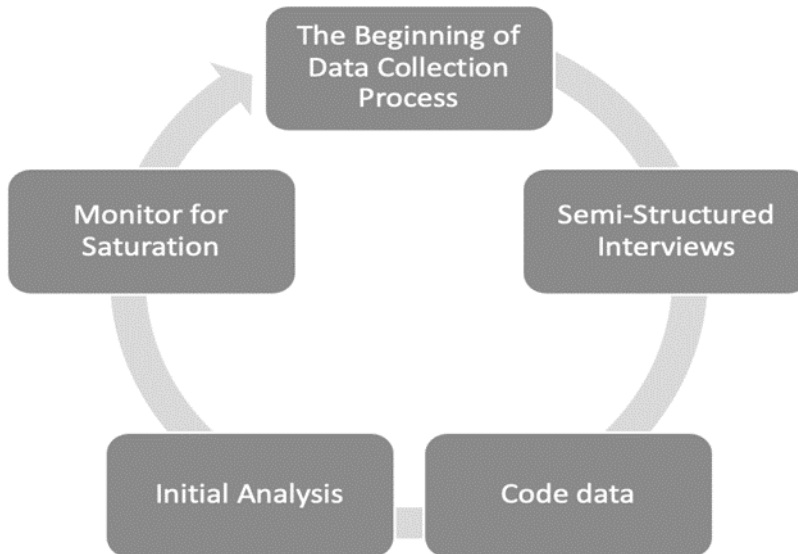 The Beginning of
Data Collection
Process
Semi-Structured
Interviews
Code data
Initial Analysis
Monitor for
Saturation